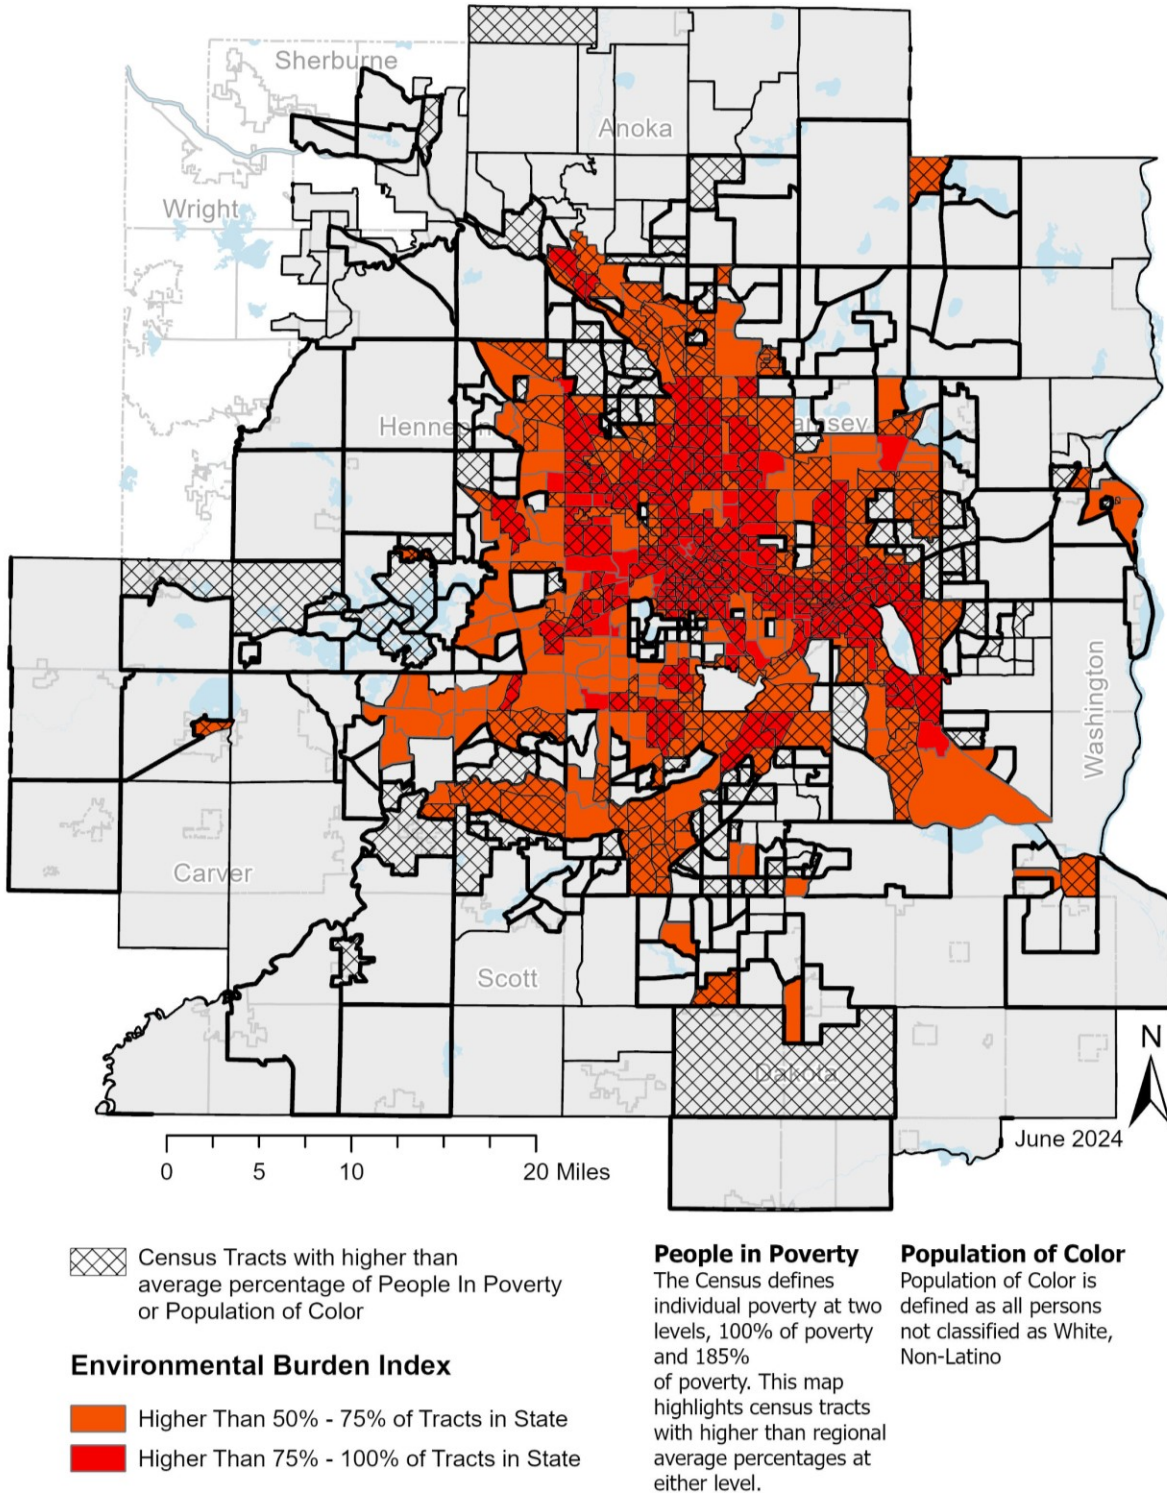 Sherburne
Anoka
Wright
Hennepin
amsey
Washington
Carver
Scott
Dakota
N
June 2024
0 5 10 20 Miles
Census Tracts with higher than
average percentage of People In Poverty
or Population of Color
Environmental Burden Index
Higher Than 50% - 75% of Tracts in State
Higher Than 75% - 100% of Tracts in State
People in Poverty
The Census defines
individual poverty at two
levels, 100% of poverty
and 185%
of poverty. This map
highlights census tracts
with higher than regional
average percentages at
either level.
Population of Color
Population of Color is
defined as all persons
not classified as White,
Non-Latino